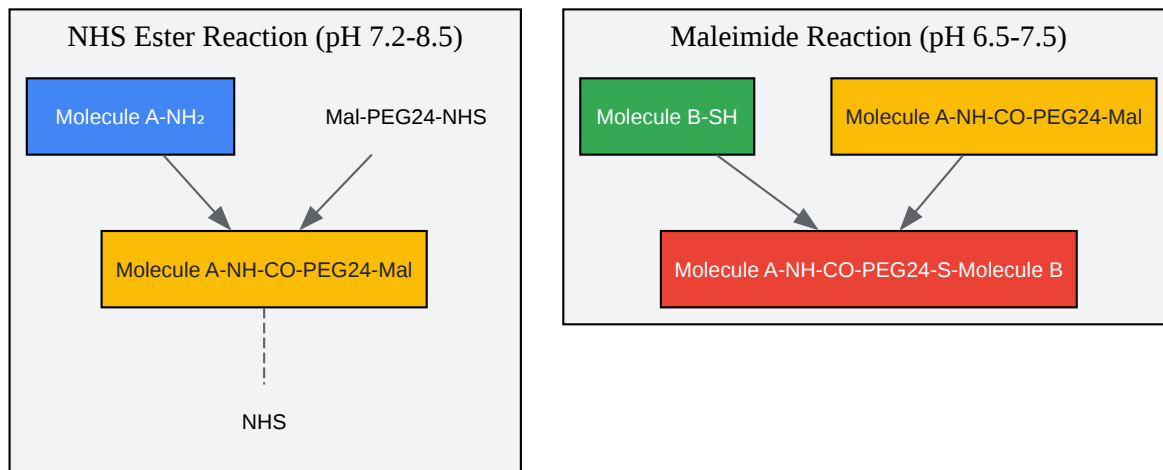 NHS Ester Reaction (pH 7.2-8.5)
Molecule A-NH₂
Mal-PEG24-NHS
Molecule A-NH-CO-PEG24-Mal
NHS
Maleimide Reaction (pH 6.5-7.5)
Molecule B-SH
Molecule A-NH-CO-PEG24-Mal
Molecule A-NH-CO-PEG24-S-Molecule B